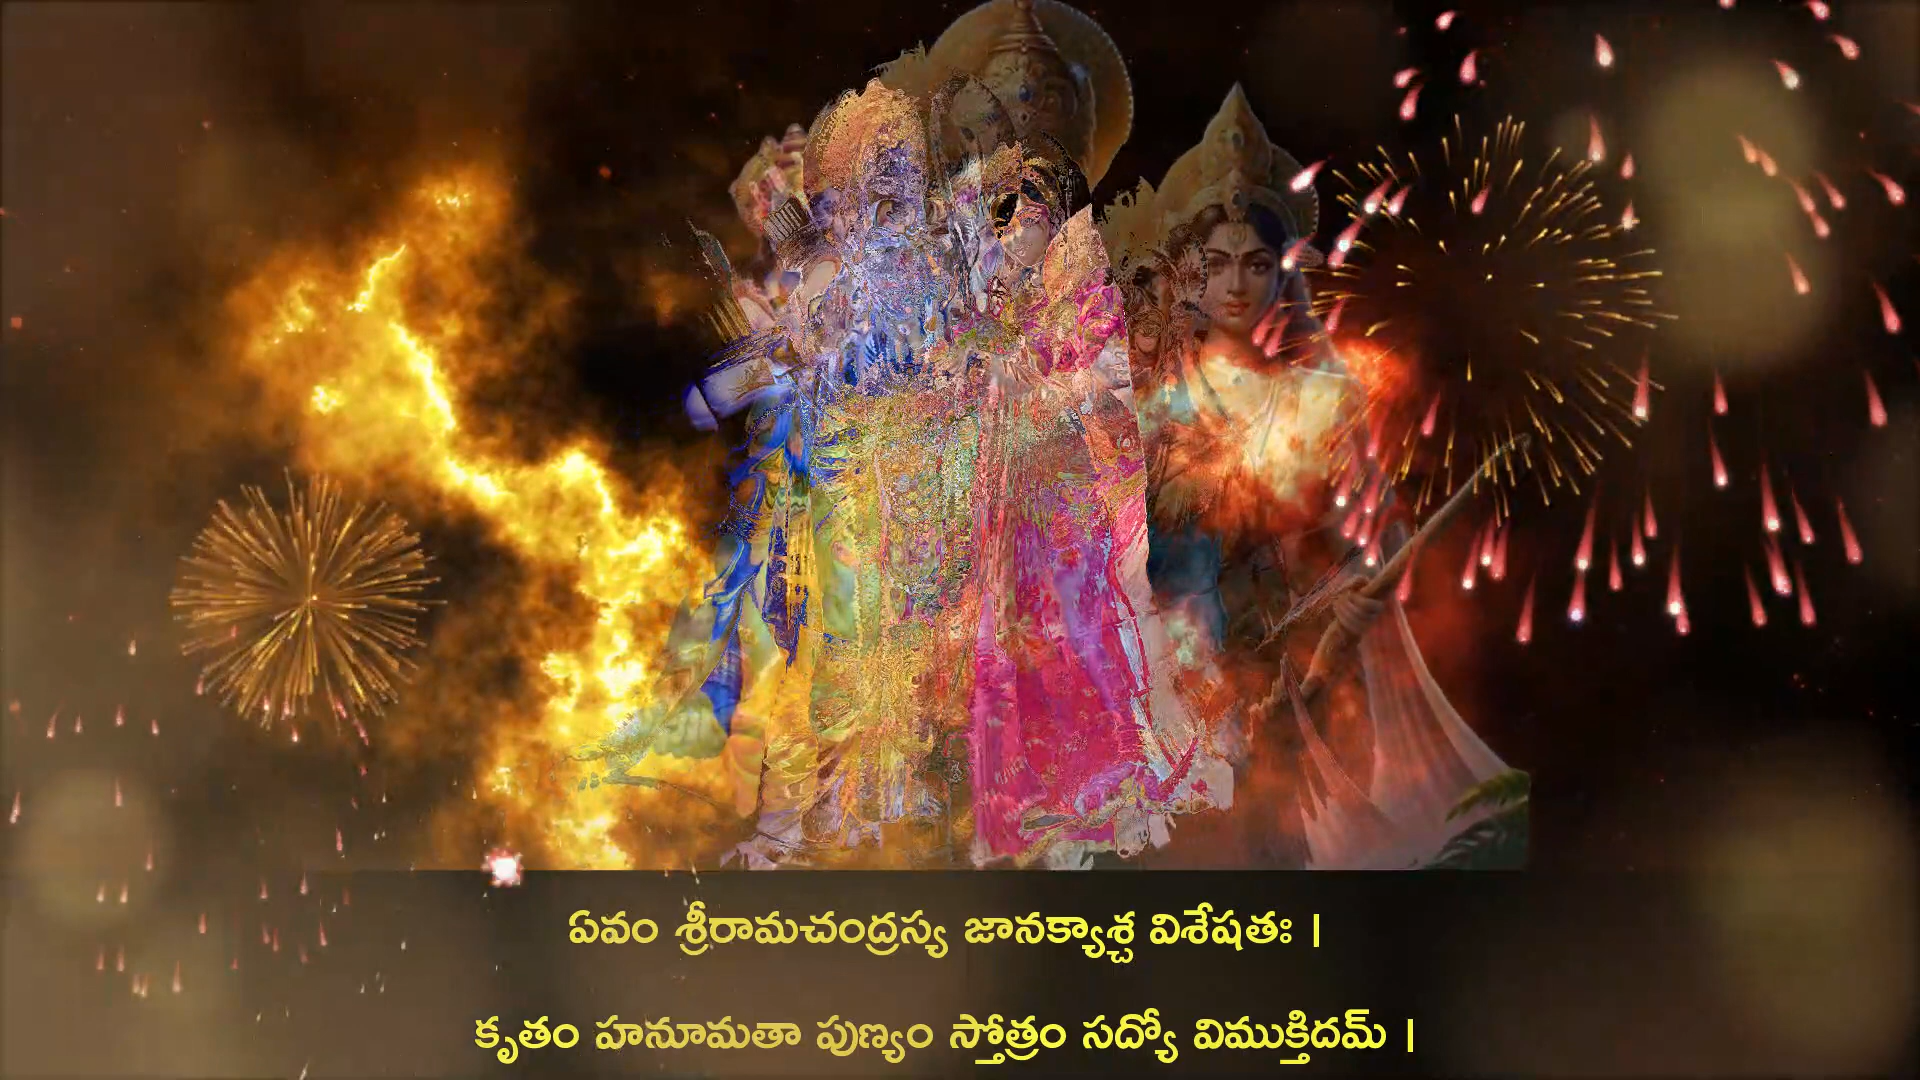 ఏవం శ్రీరామచంద్రస్య జానక్యాశ్చ విశేషతః ।
కృతం హనూమతా పుణ్యం స్తోత్రం సద్యో విముక్తిదమ్ ।